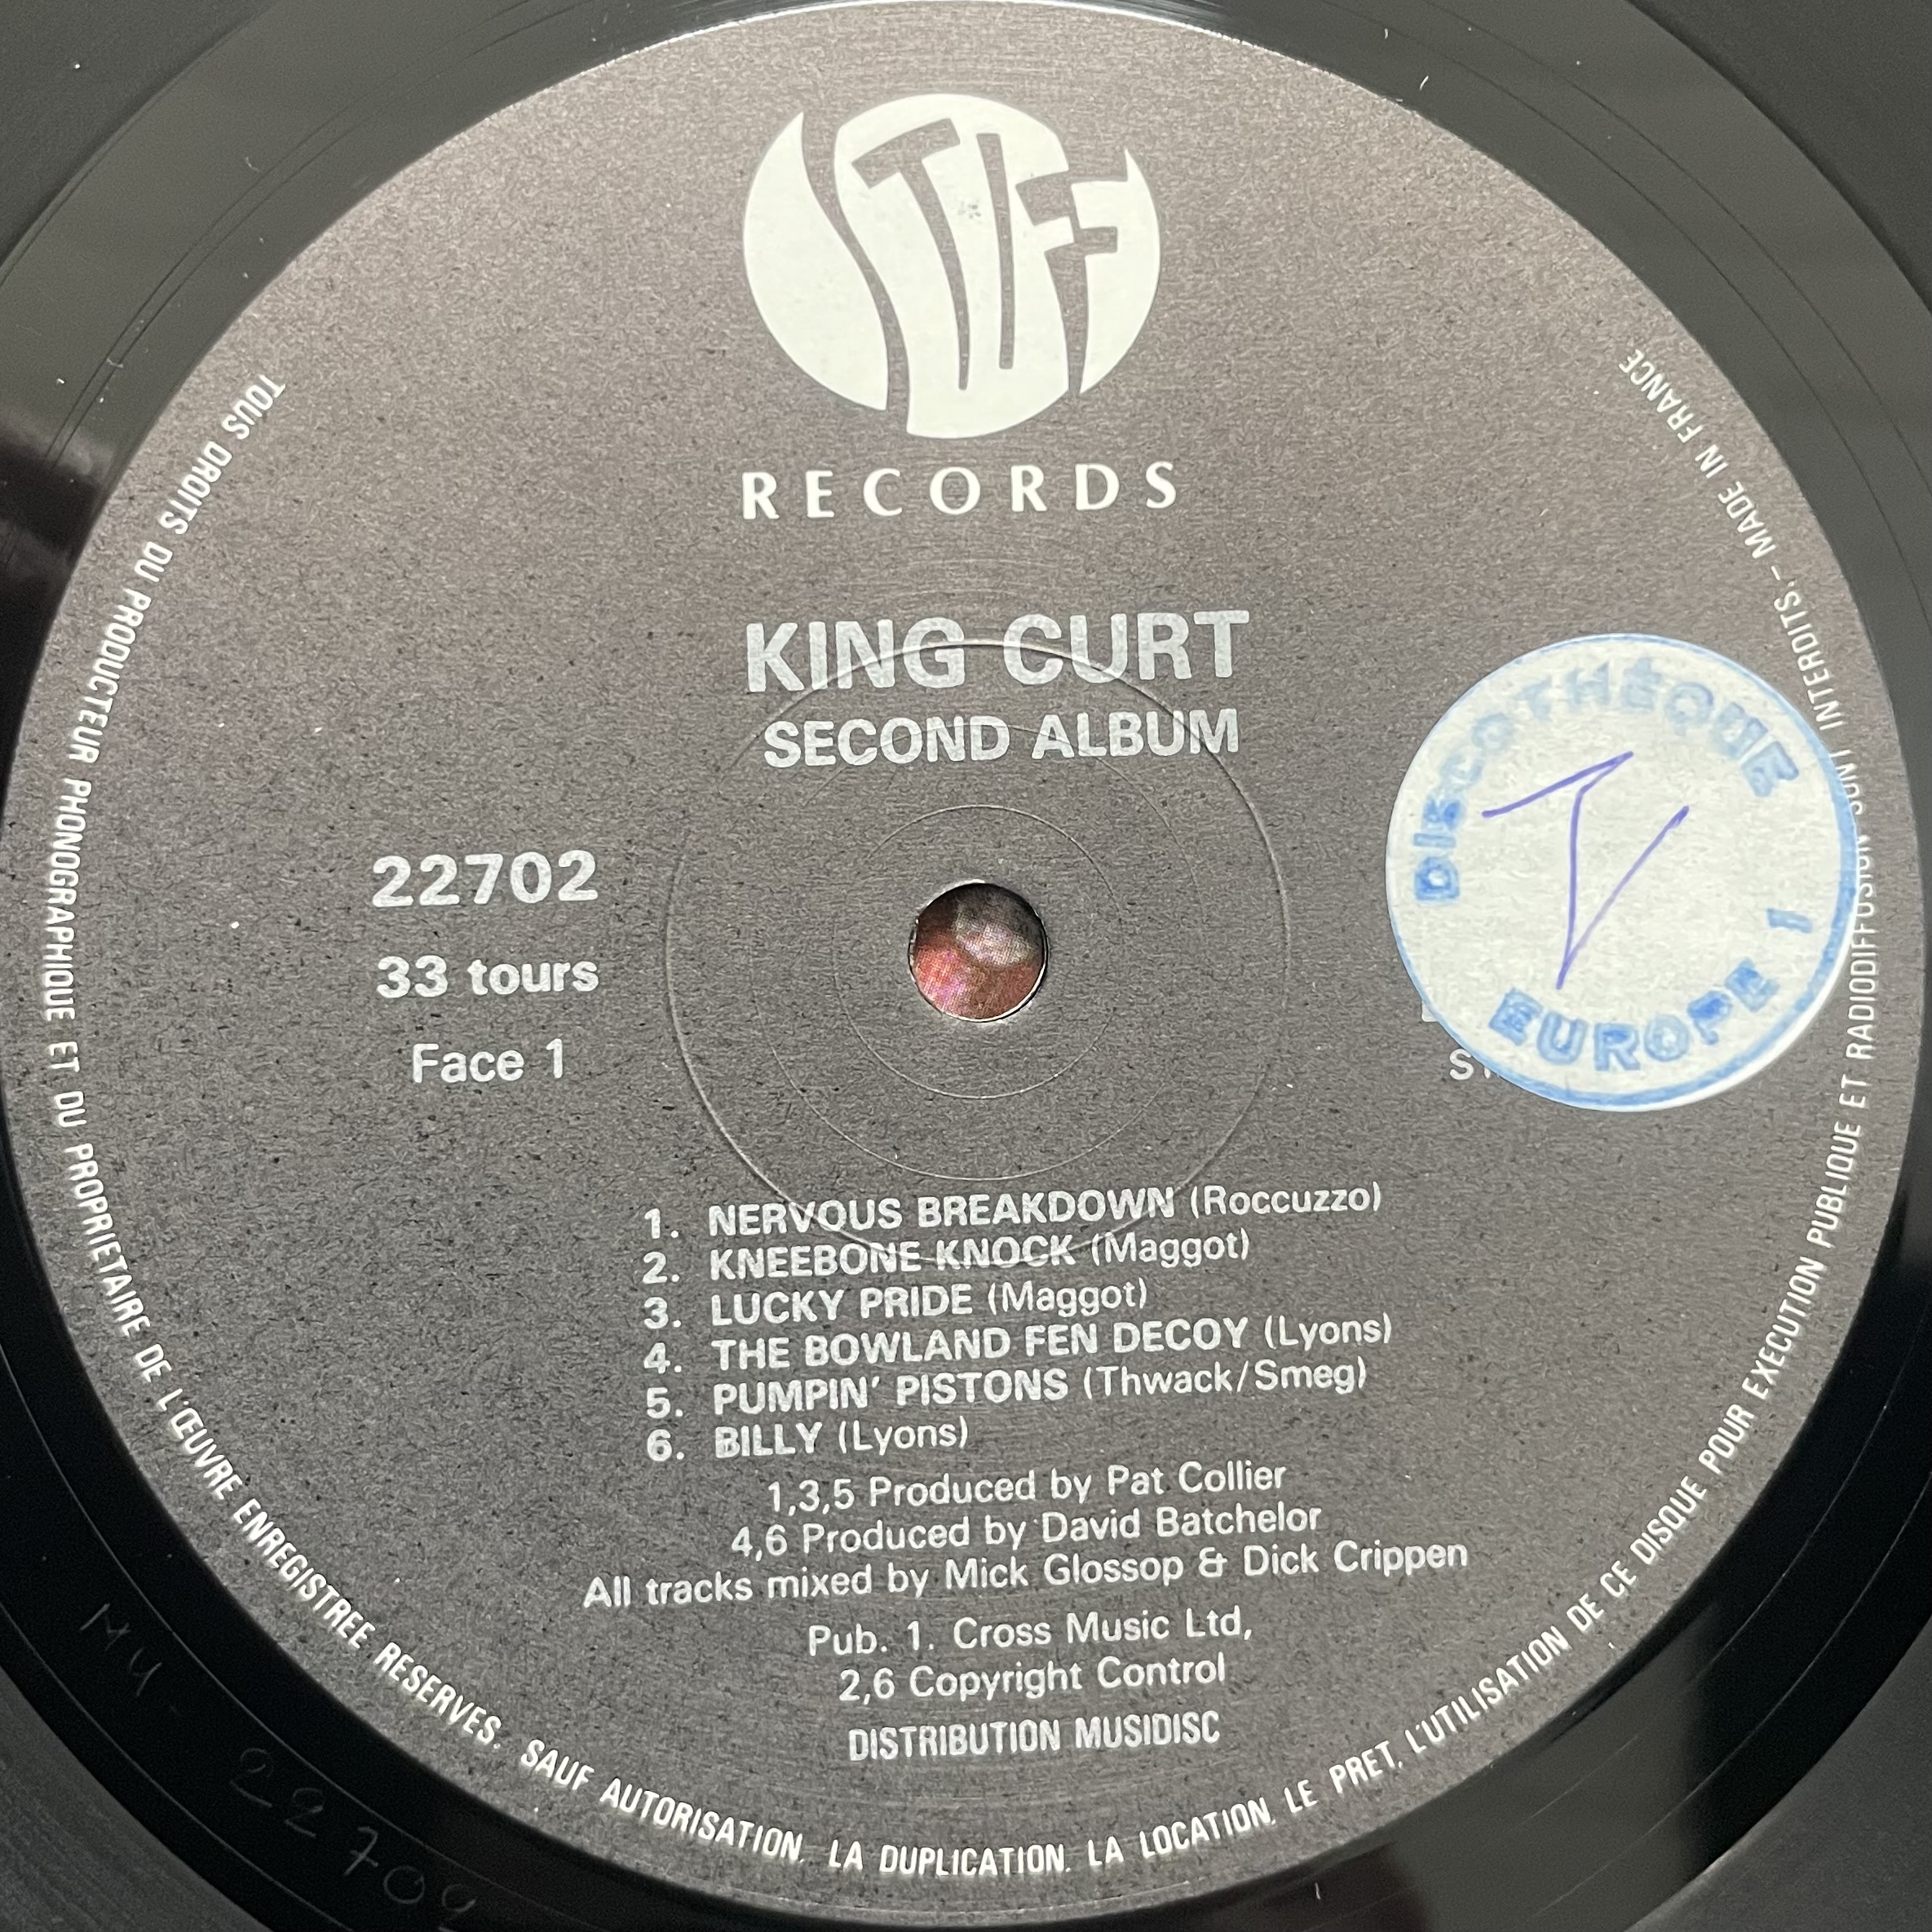 STIFF
RECORDS
KING CURT
SECOND ALBUM
22702
33 tours
Face 1
DISCOTHÈQUE
V
EUROPE 1
1. NERVOUS BREAKDOWN (Roccuzzo)
2. KNEEBONE KNOCK (Maggot)
3. LUCKY PRIDE (Maggot)
4. THE BOWLAND FEN DECOY (Lyons)
5. PUMPIN' PISTONS (Thwack/Smeg)
6. BILLY (Lyons)
1,3,5 Produced by Pat Collier
4,6 Produced by David Batchelor
All tracks mixed by Mick Glossop & Dick Crippen
Pub. 1. Cross Music Ltd,
2,6 Copyright Control
DISTRIBUTION MUSIDISC
TOUS DROITS DU PRODUCTEUR PHONOGRAPHIQUE ET DU PROPRIETAIRE DE L'ŒUVRE ENREGISTREE RESERVES. SAUF AUTORISATION, LA DUPLICATION, LA LOCATION, LE PRET, L'UTILISATION DE CE DISQUE POUR EXECUTION PUBLIQUE ET RADIODIFFUSION SONT INTERDITS.– MADE IN FRANCE
MU 22702